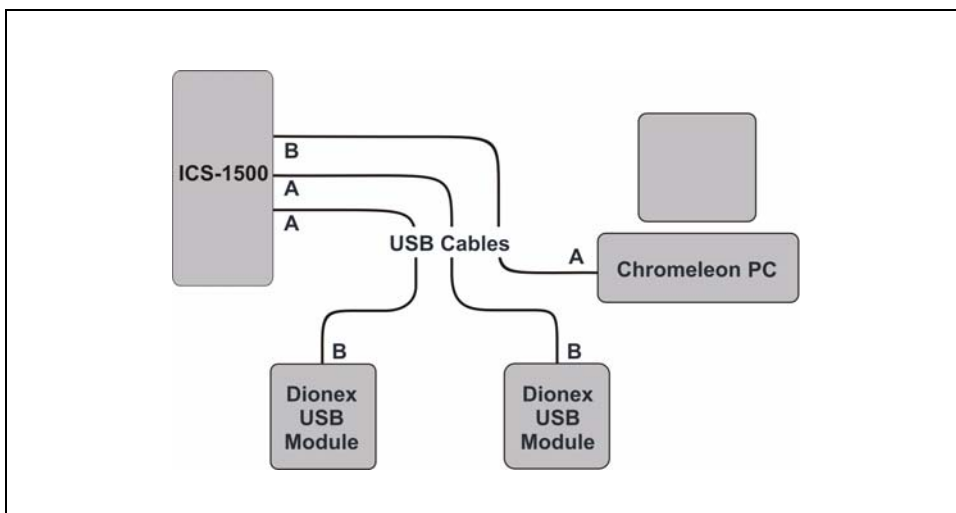 B
ICS-1500
A
A
USB Cables
A
Chromeleon PC
B
B
Dionex
USB
Module
Dionex
USB
Module